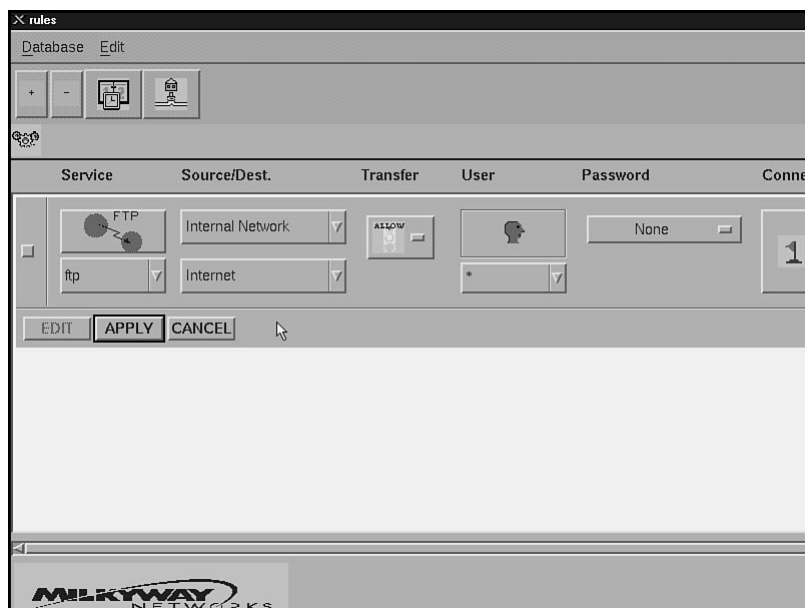 X rules
Database Edit
+ -
Service Source/Dest. Transfer User Password Conne
FTP
Internal Network
ALLOW
None
ftp
Internet
*
EDIT APPLY CANCEL
MILKYWAY
NETWORKS